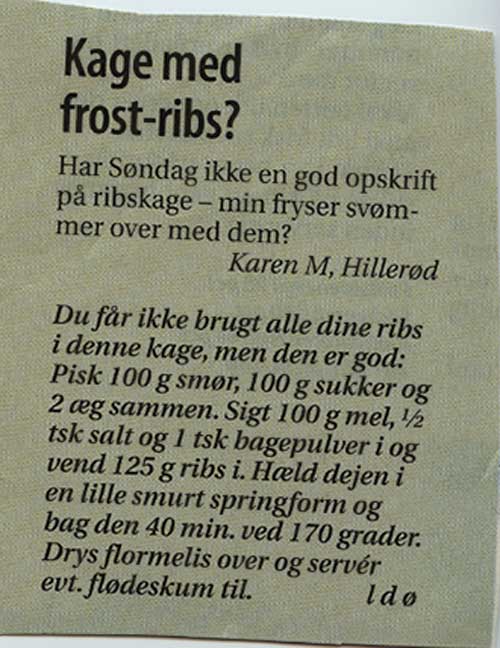 Kage med
frost-ribs?
Har Søndag ikke en god opskrift
på ribskage – min fryser svøm-
mer over med dem?
Karen M, Hillerød
Du får ikke brugt alle dine ribs
i denne kage, men den er god:
Pisk 100 g smør, 100 g sukker og
2 æg sammen. Sigt 100 g mel, ½
tsk salt og 1 tsk bagepulver i og
vend 125 g ribs i. Hæld dejen i
en lille smurt springform og
bag den 40 min. ved 170 grader.
Drys flormelis over og servér
evt. flødeskum til. l d ø